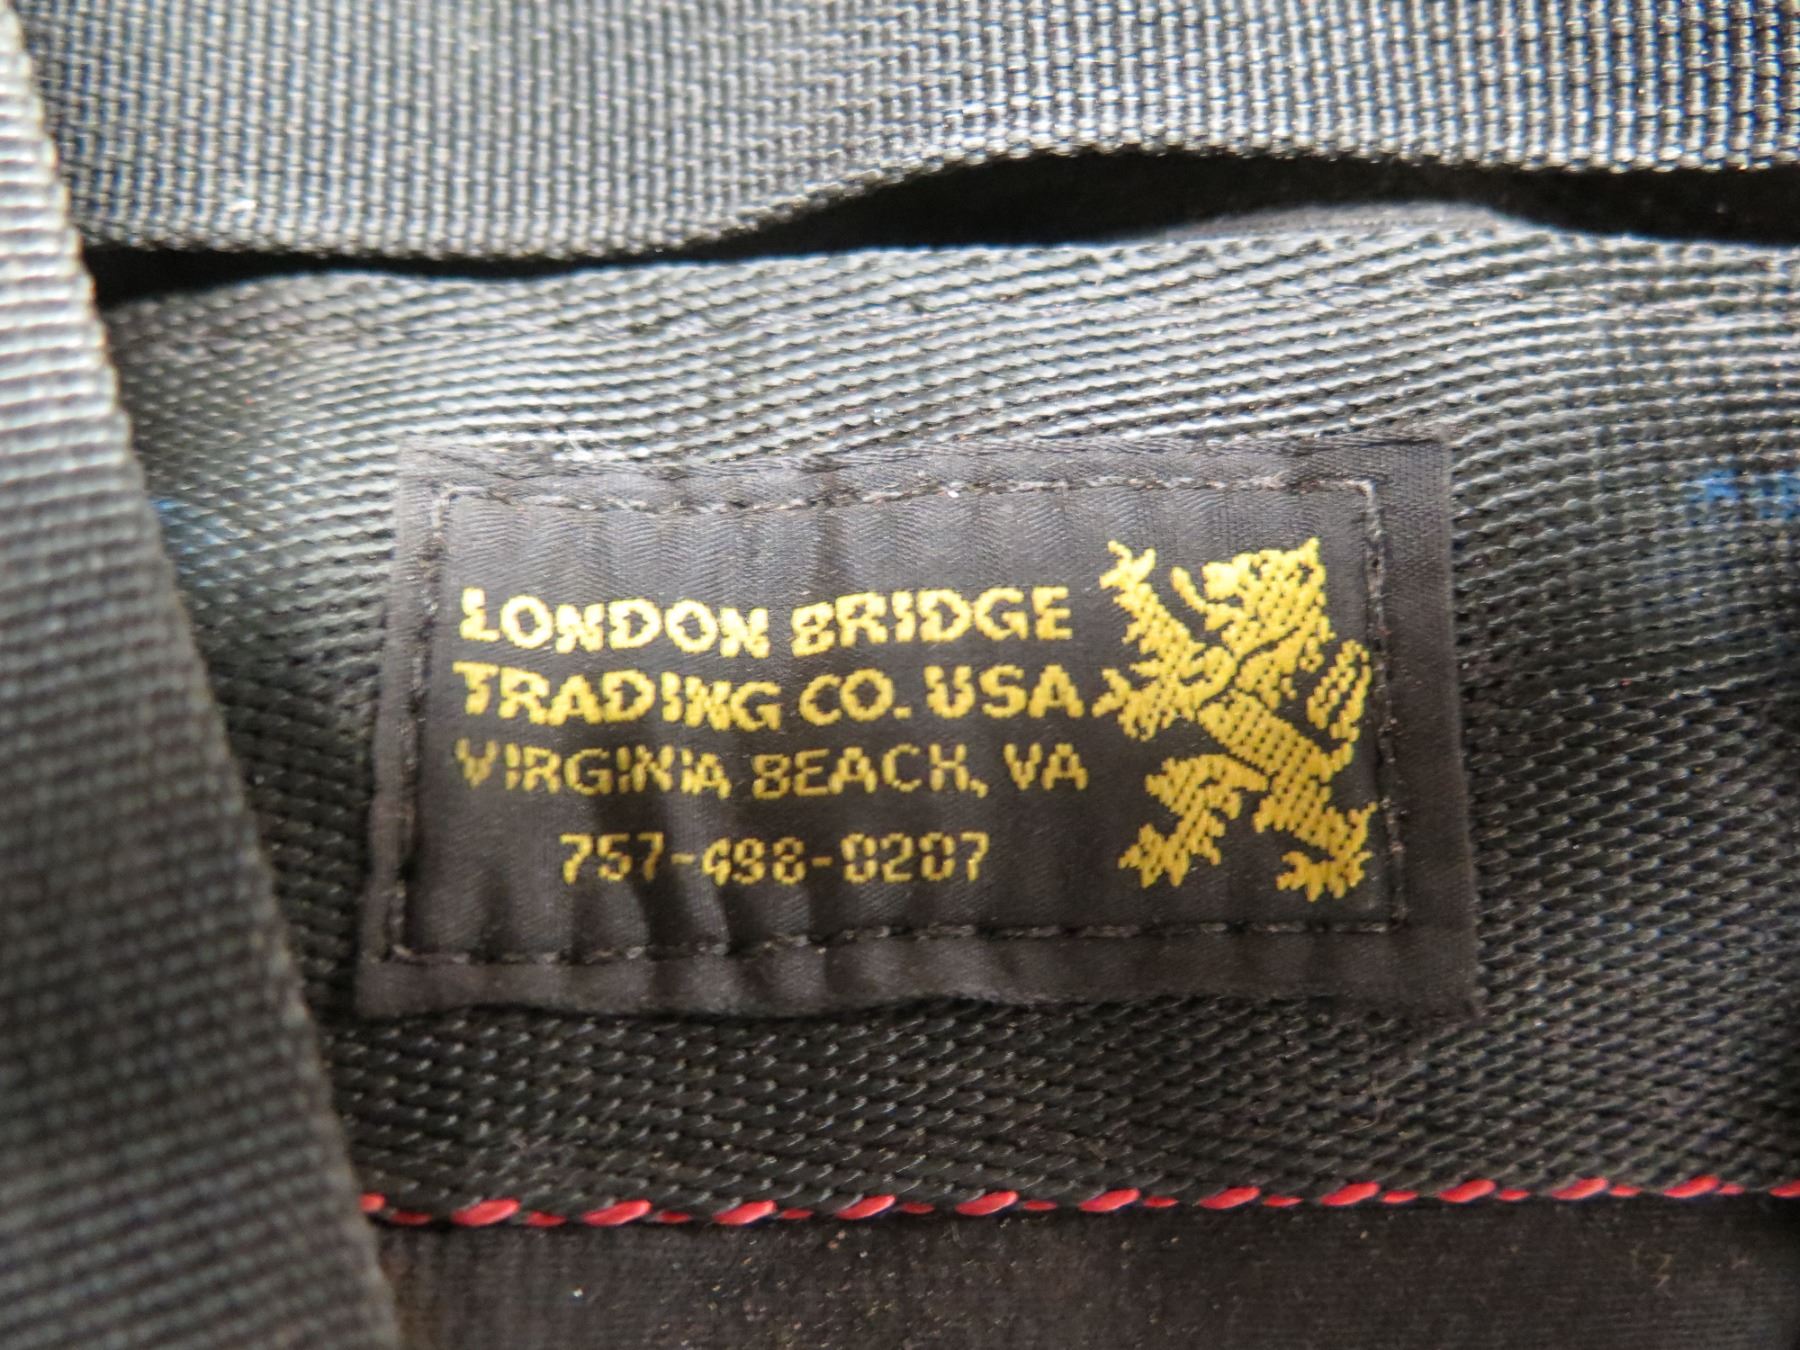 LONDON BRIDGE
TRADING CO. USA
VIRGINIA BEACH, VA
757-498-0207